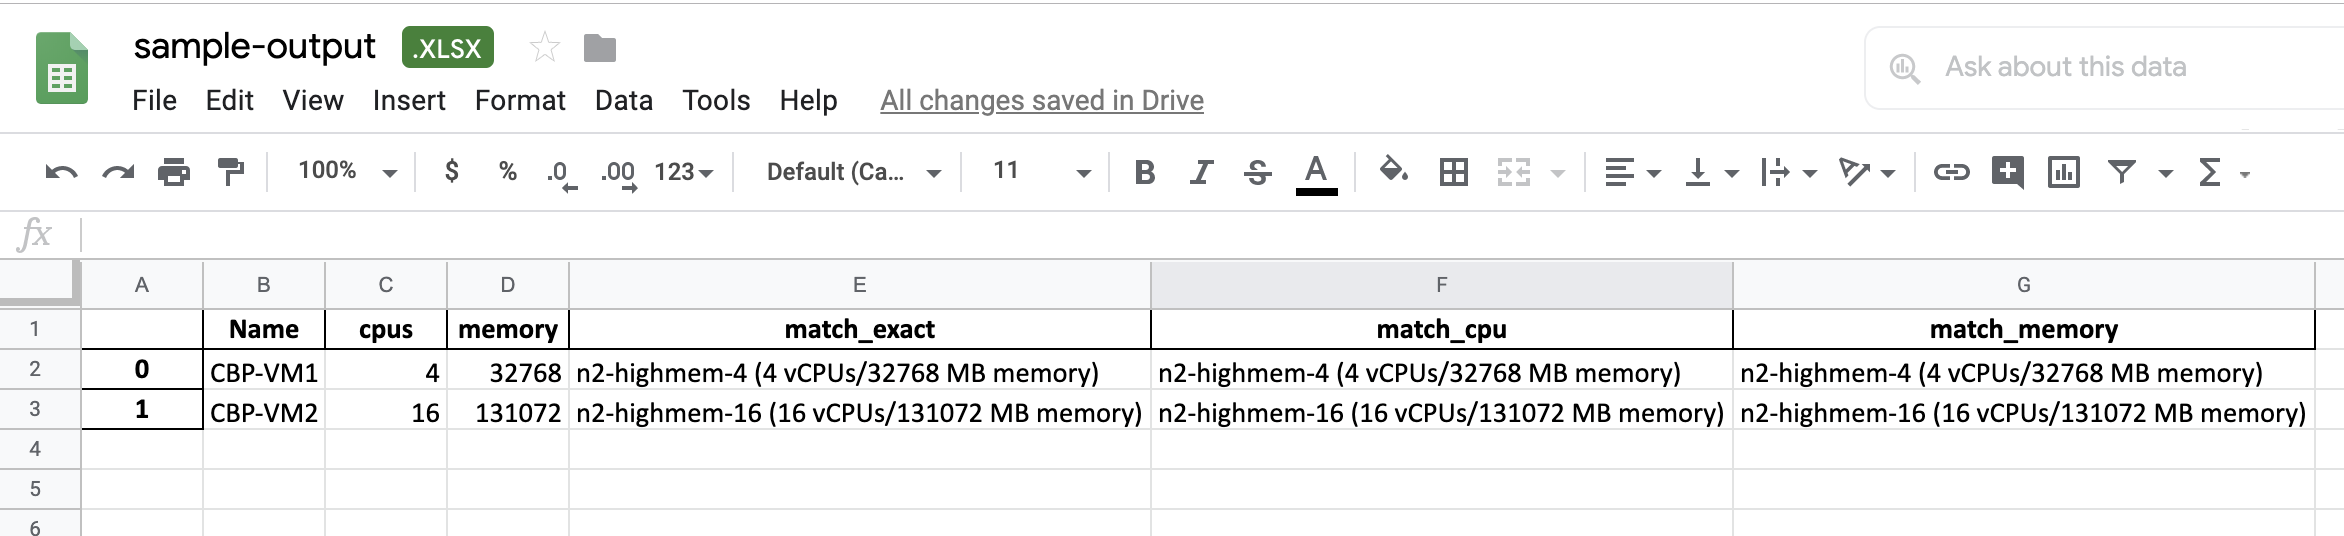 sample-output .XLSX
Ask about this data
File Edit View Insert Format Data Tools Help All changes saved in Drive
100% $ % .0 .00 123 Default (Ca... 11 B I S A Σ
fx
A B C D E F G
1 Name cpus memory match_exact match_cpu match_memory
2 0 CBP-VM1 4 32768 n2-highmem-4 (4 vCPUs/32768 MB memory) n2-highmem-4 (4 vCPUs/32768 MB memory) n2-highmem-4 (4 vCPUs/32768 MB memory)
3 1 CBP-VM2 16 131072 n2-highmem-16 (16 vCPUs/131072 MB memory) n2-highmem-16 (16 vCPUs/131072 MB memory) n2-highmem-16 (16 vCPUs/131072 MB memory)
4
5
6